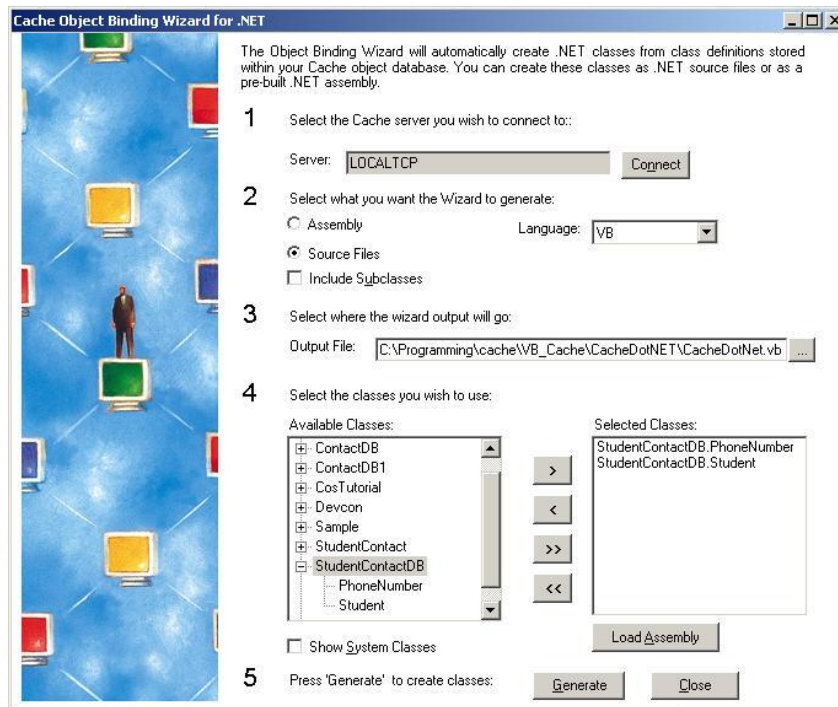 Cache Object Binding Wizard for .NET
The Object Binding Wizard will automatically create .NET classes from class definitions stored
within your Cache object database. You can create these classes as .NET source files or as a
pre-built .NET assembly.
1 Select the Cache server you wish to connect to::
Server: LOCALTCP Connect
2 Select what you want the Wizard to generate:
Assembly Language: VB
Source Files
Include Subclasses
3 Select where the wizard output will go:
Output File: C:\Programming\cache\VB_Cache\CacheDotNET\CacheDotNet.vb ...
4 Select the classes you wish to use:
Available Classes: Selected Classes:
ContactDB
ContactDB1
CosTutorial
Devcon
Sample
StudentContact
StudentContactDB
PhoneNumber
Student
>
<
>>
<<
StudentContactDB.PhoneNumber
StudentContactDB.Student
Show System Classes Load Assembly
5 Press 'Generate' to create classes: Generate Close